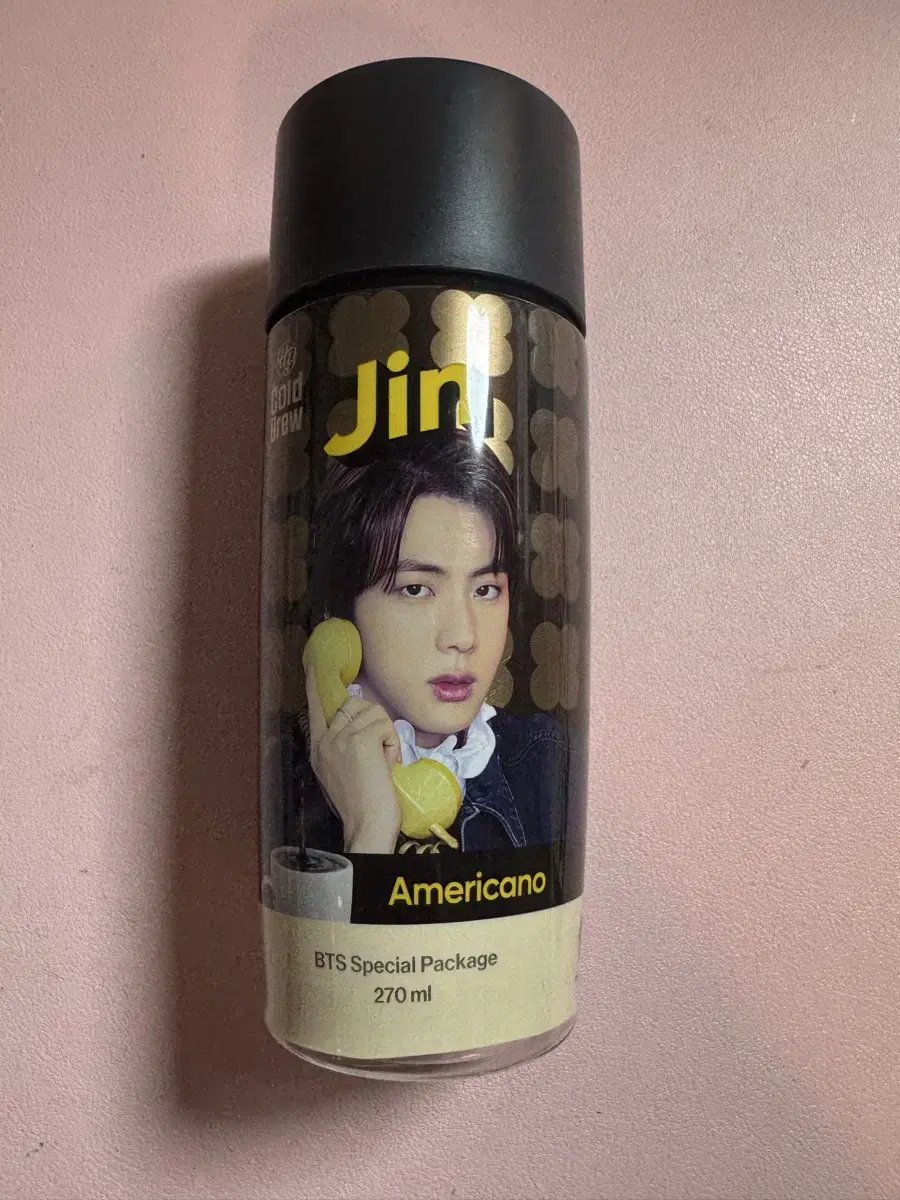 Jin
Cold
Brew
Americano
BTS Special Package
270 ml